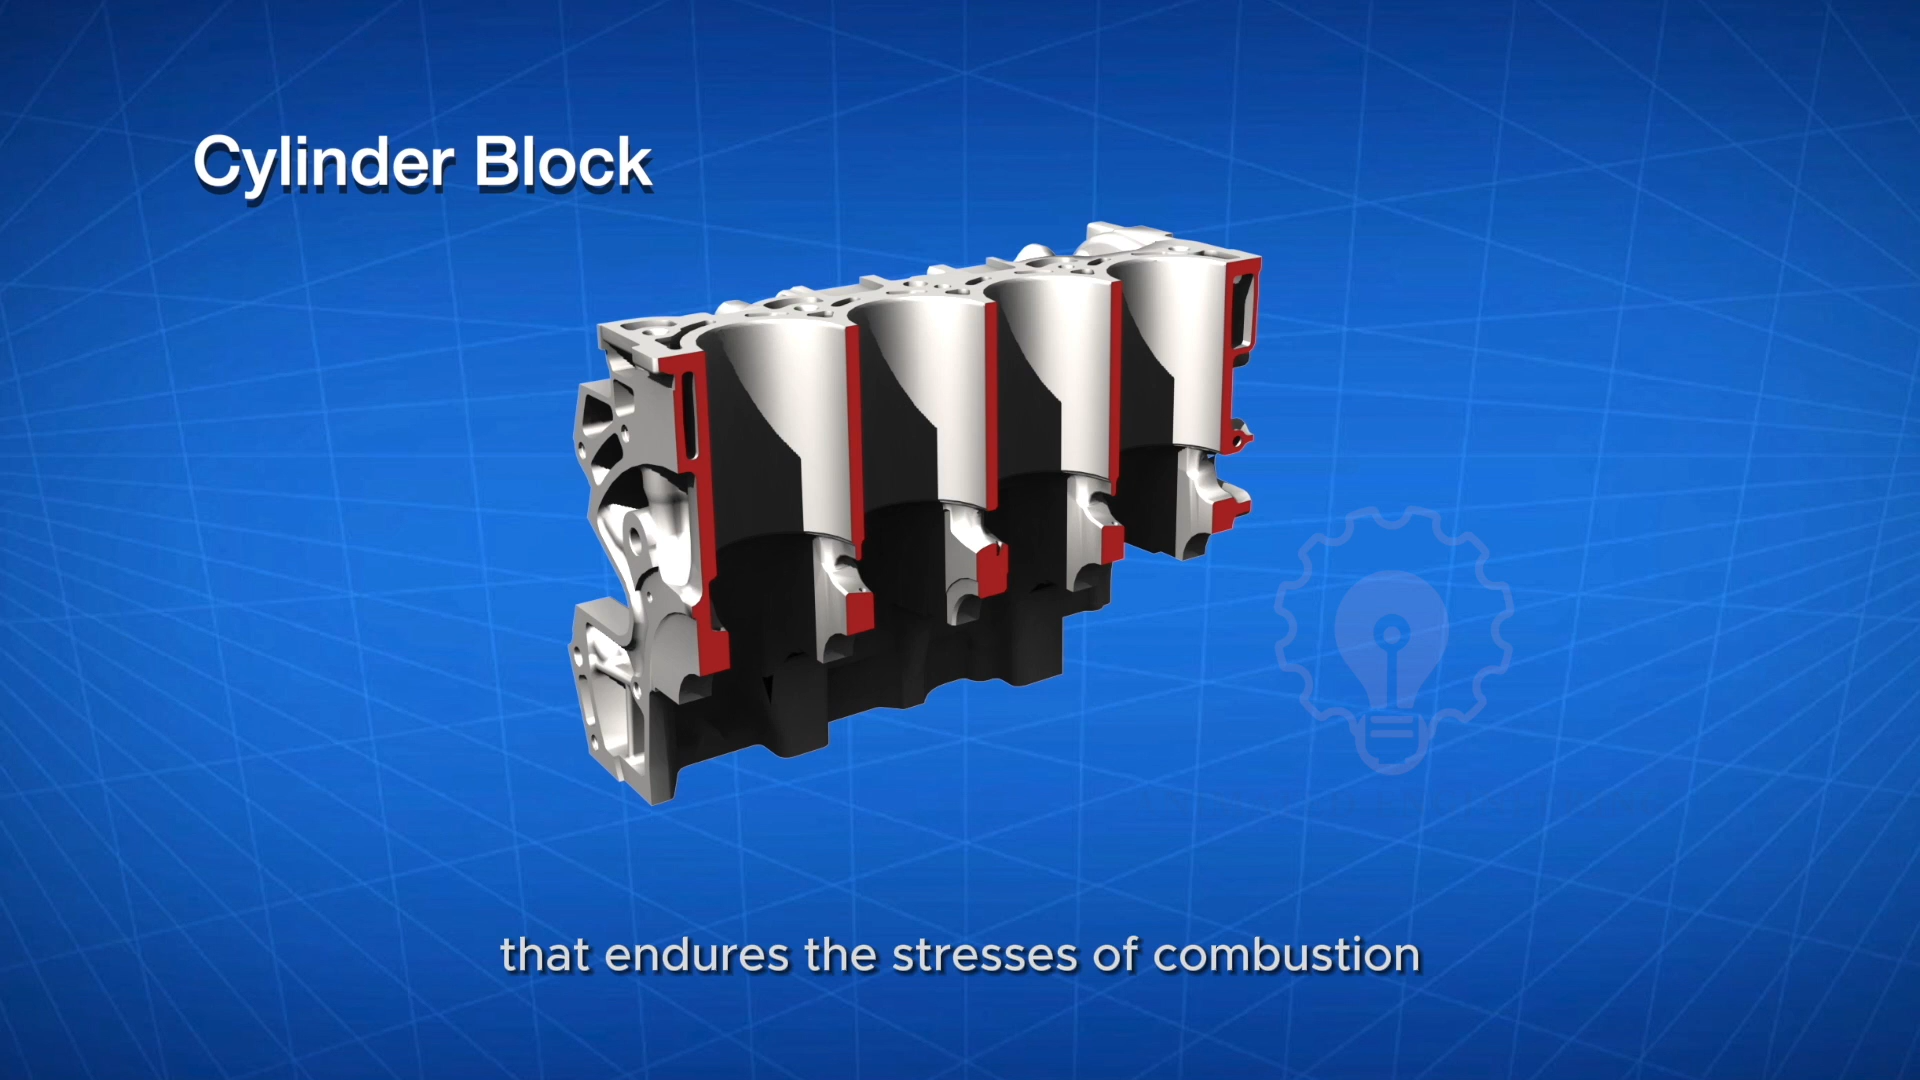 Cylinder Block
that endures the stresses of combustion